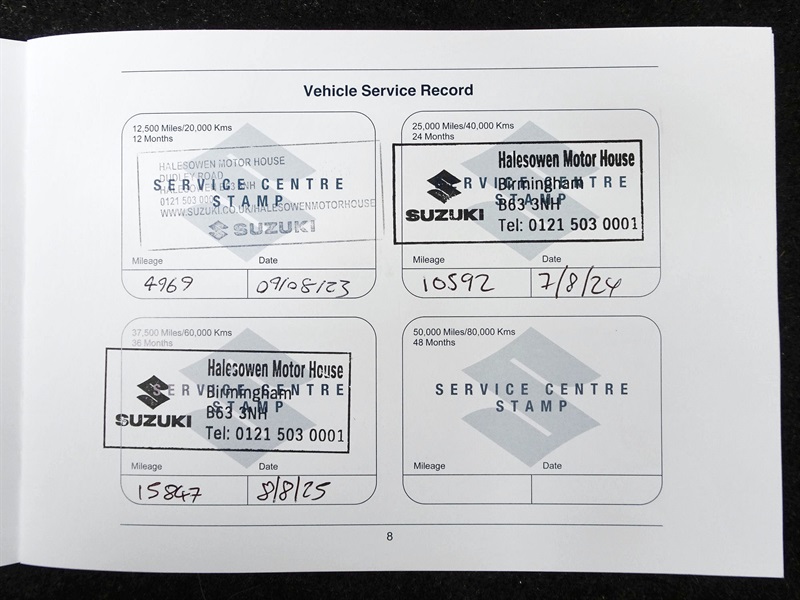 Vehicle Service Record
12,500 Miles/20,000 Kms
12 Months
HALESOWEN MOTOR HOUSE
DUDLEY ROAD
HALESOWEN B63 3NH
0121 503
WWW.SUZUKI.CO.UK/HALESOWENMOTORHOUSE
SUZUKI
SERVICE CENTRE
STAMP
Mileage
Date
4969
09/08/23
25,000 Miles/40,000 Kms
24 Months
Halesowen Motor House
Birmingham
B63 3NH
Tel: 0121 503 0001
SUZUKI
SERVICE CENTRE
STAMP
Mileage
Date
10592
7/8/24
37,500 Miles/60,000 Kms
36 Months
Halesowen Motor House
Birmingham
B63 3NH
Tel: 0121 503 0001
SUZUKI
SERVICE CENTRE
STAMP
Mileage
Date
15847
8/8/25
50,000 Miles/80,000 Kms
48 Months
SERVICE CENTRE
STAMP
Mileage
Date
8